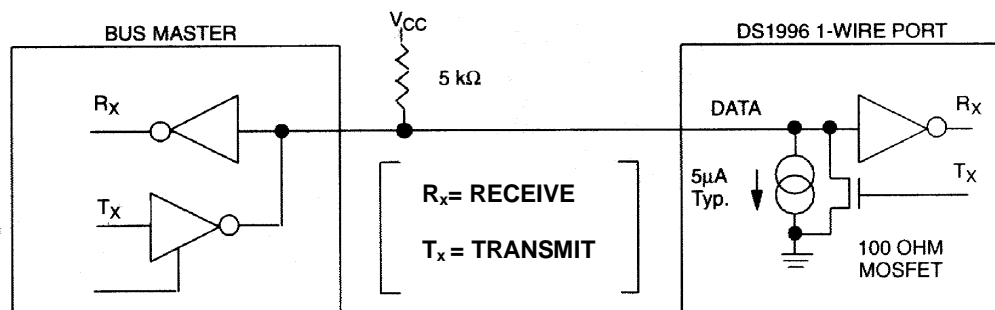 BUS MASTER
VCC
DS1996 1-WIRE PORT
5 kΩ
RX
DATA
RX
5µA
Typ.
TX
TX
RX= RECEIVE
Tx = TRANSMIT
100 OHM
MOSFET